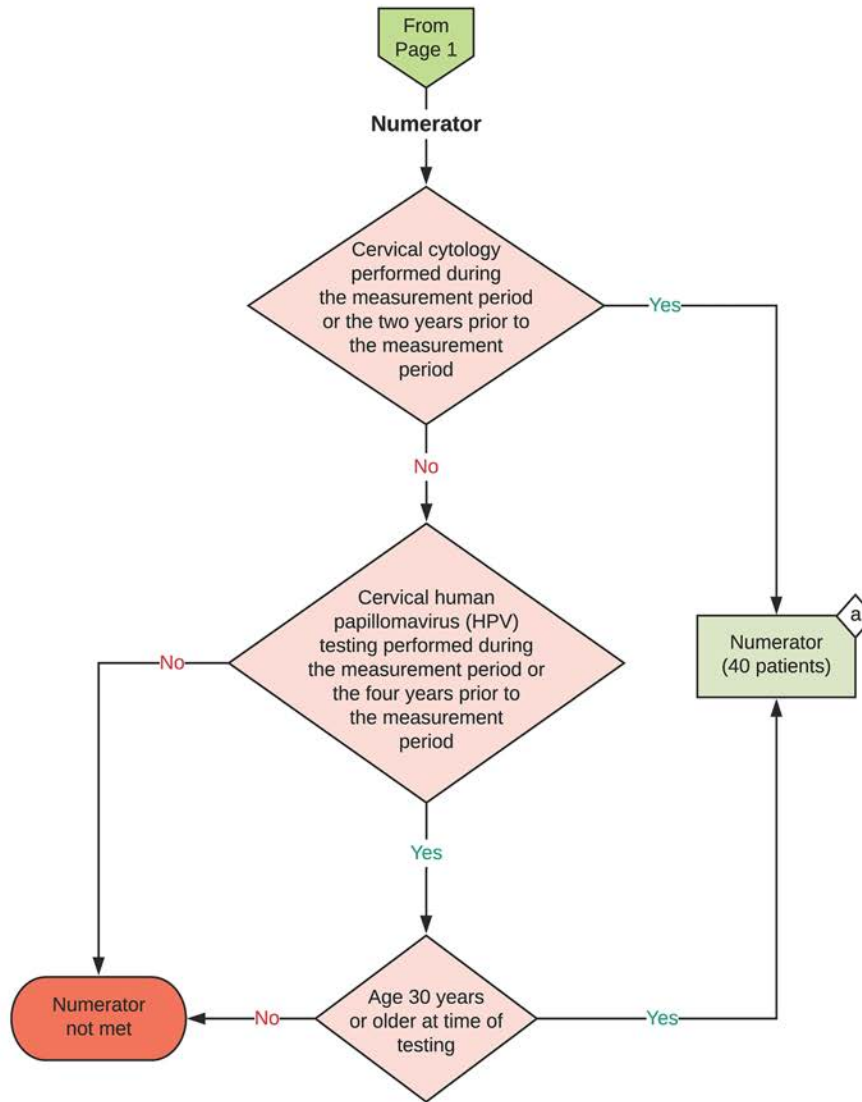 From
Page 1
Numerator
Cervical cytology
performed during
the measurement period
or the two years prior to
the measurement
period
Yes
No
Cervical human
papillomavirus (HPV)
testing performed during
the measurement period or
the four years prior to
the measurement
period
No
a
Numerator
(40 patients)
Yes
Numerator
not met
No
Age 30 years
or older at time of
testing
Yes